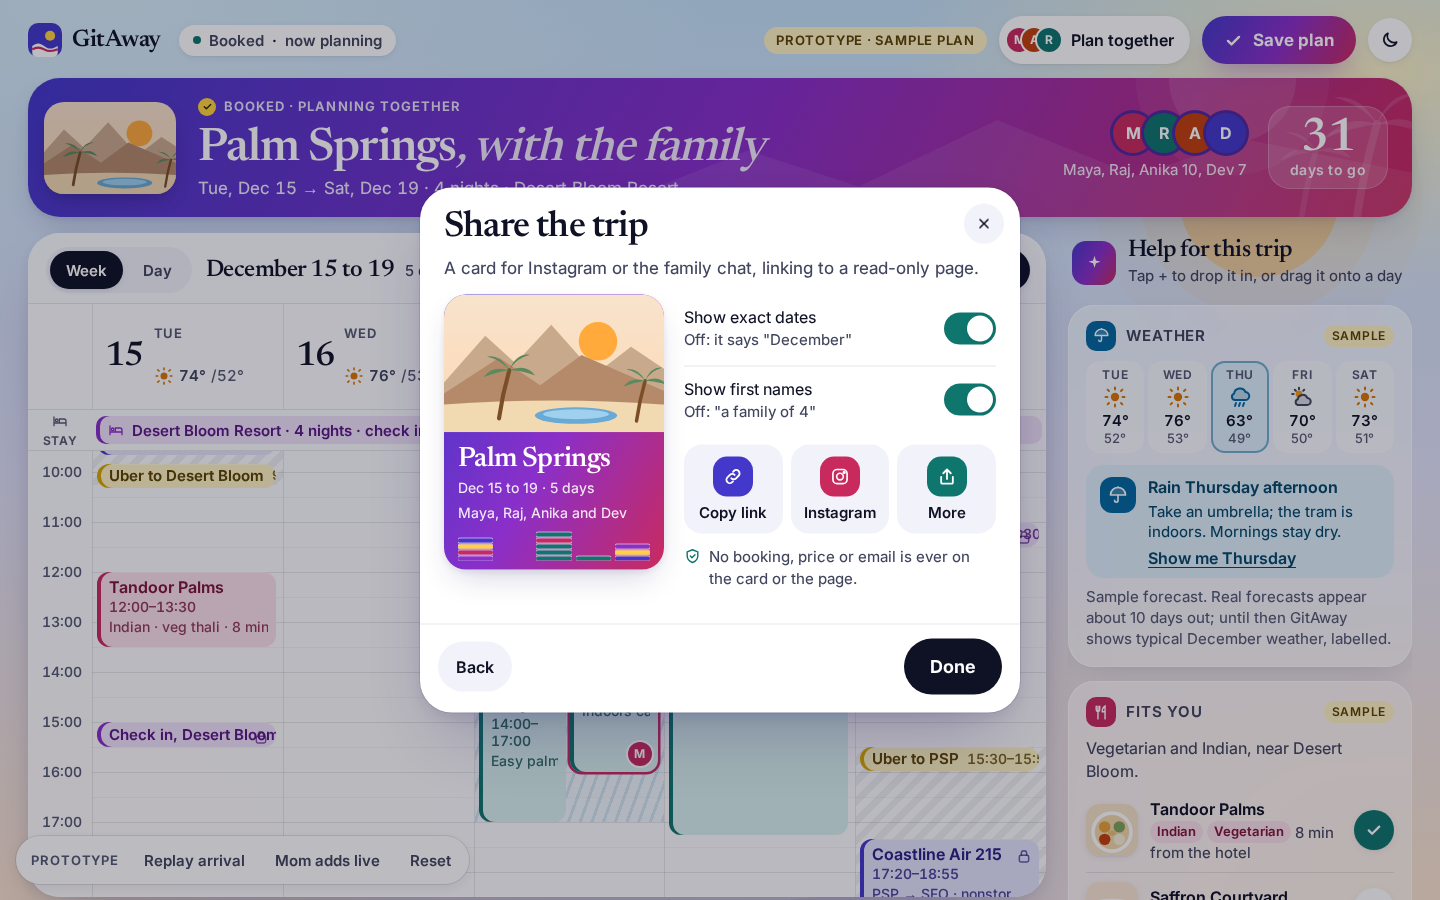 GitAway
Booked · now planning
PROTOTYPE · SAMPLE PLAN
M A R Plan together
Save plan
BOOKED · PLANNING TOGETHER
Palm Springs, with the family
Tue, Dec 15 → Sat, Dec 19 · 4 nights · Desert Bloom Resort
M R A D
Maya, Raj, Anika 10, Dev 7
31
days to go
Week Day
December 15 to 19
15 TUE
74° /52°
16 WED
76° /53
STAY
Desert Bloom Resort · 4 nights · check i
10:00
Uber to Desert Bloom
11:00
12:00
Tandoor Palms
12:00–13:30
Indian · veg thali · 8 min
13:00
14:00
15:00
Check in, Desert Bloom
16:00
17:00
14:00–
17:00
Easy palm
M
Uber to PSP 15:30–15:
Coastline Air 215
17:20–18:55
PSP → SFO · nonstop
PROTOTYPE Replay arrival Mom adds live Reset
Share the trip
A card for Instagram or the family chat, linking to a read-only page.
Palm Springs
Dec 15 to 19 · 5 days
Maya, Raj, Anika and Dev
Show exact dates
Off: it says "December"
Show first names
Off: "a family of 4"
Copy link Instagram More
No booking, price or email is ever on
the card or the page.
Back Done
Help for this trip
Tap + to drop it in, or drag it onto a day
WEATHER SAMPLE
TUE WED THU FRI SAT
74° 76° 63° 70° 73°
52° 53° 49° 50° 51°
Rain Thursday afternoon
Take an umbrella; the tram is
indoors. Mornings stay dry.
Show me Thursday
Sample forecast. Real forecasts appear
about 10 days out; until then GitAway
shows typical December weather, labelled.
FITS YOU SAMPLE
Vegetarian and Indian, near Desert
Bloom.
Tandoor Palms
Indian Vegetarian 8 min
from the hotel
Saffron Courtyard